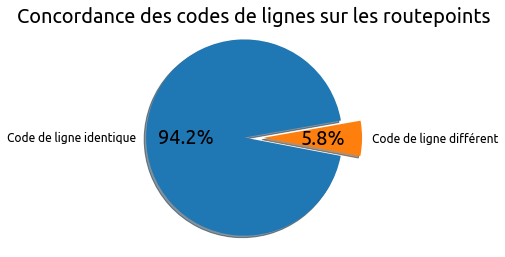 Concordance des codes de lignes sur les routepoints
Code de ligne identique
94.2%
5.8%
Code de ligne différent